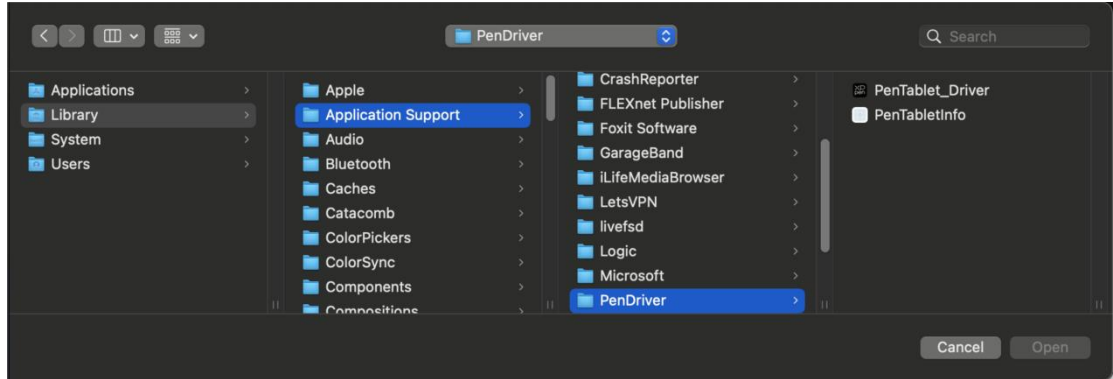 PenDriver
Search
Applications
Library
System
Users
Apple
Application Support
Audio
Bluetooth
Caches
Catacomb
ColorPickers
ColorSync
Components
Compositions
CrashReporter
FLEXnet Publisher
Foxit Software
GarageBand
iLifeMediaBrowser
LetsVPN
livefsd
Logic
Microsoft
PenDriver
PenTablet_Driver
PenTabletInfo
Cancel
Open